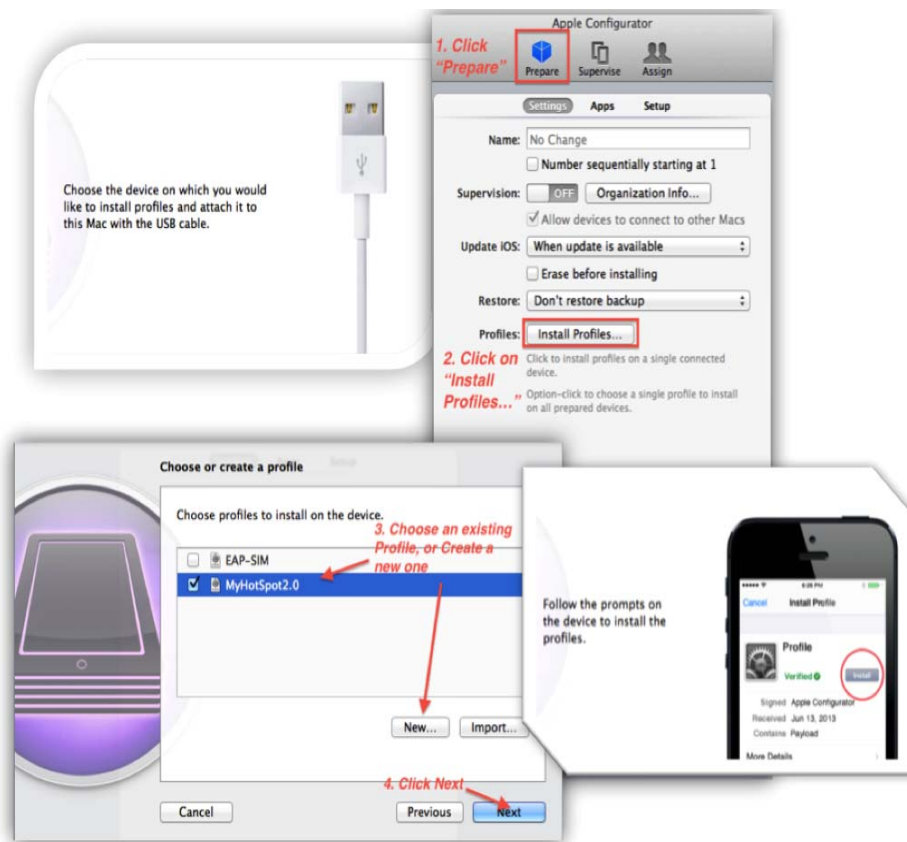 Choose the device on which you would
like to install profiles and attach it to
this Mac with the USB cable.
Apple Configurator
1. Click
"Prepare"
Prepare Supervise Assign
Settings Apps Setup
Name: No Change
Number sequentially starting at 1
Supervision: OFF Organization Info...
Allow devices to connect to other Macs
Update iOS: When update is available
Erase before installing
Restore: Don't restore backup
Profiles: Install Profiles...
2. Click on
"Install
Profiles..."
Click to install profiles on a single connected
device.
Option-click to choose a single profile to install
on all prepared devices.
Choose or create a profile
Choose profiles to install on the device.
3. Choose an existing
Profile, or Create a
new one
EAP-SIM
MyHotSpot2.0
New... Import...
4. Click Next
Cancel Previous Next
Follow the prompts on
the device to install the
profiles.
Cancel Install Profile
Profile
Verified
Install
Signed Apple Configurator
Received Jun 13, 2013
Contains Payload
More Details